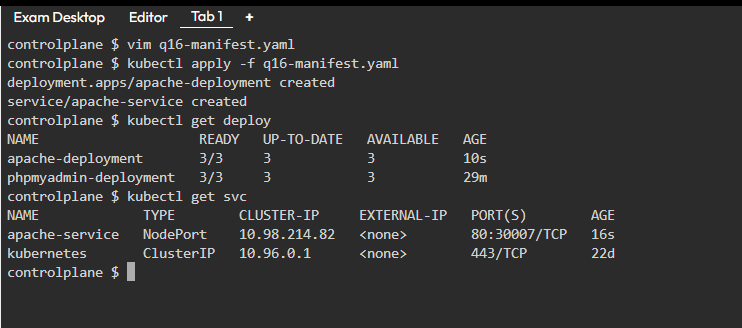 Exam Desktop Editor Tab 1 +
controlplane $ vim q16-manifest.yaml
controlplane $ kubectl apply -f q16-manifest.yaml
deployment.apps/apache-deployment created
service/apache-service created
controlplane $ kubectl get deploy
NAME READY UP-TO-DATE AVAILABLE AGE
apache-deployment 3/3 3 3 10s
phpmyadmin-deployment 3/3 3 3 29m
controlplane $ kubectl get svc
NAME TYPE CLUSTER-IP EXTERNAL-IP PORT(S) AGE
apache-service NodePort 10.98.214.82 <none> 80:30007/TCP 16s
kubernetes ClusterIP 10.96.0.1 <none> 443/TCP 22d
controlplane $